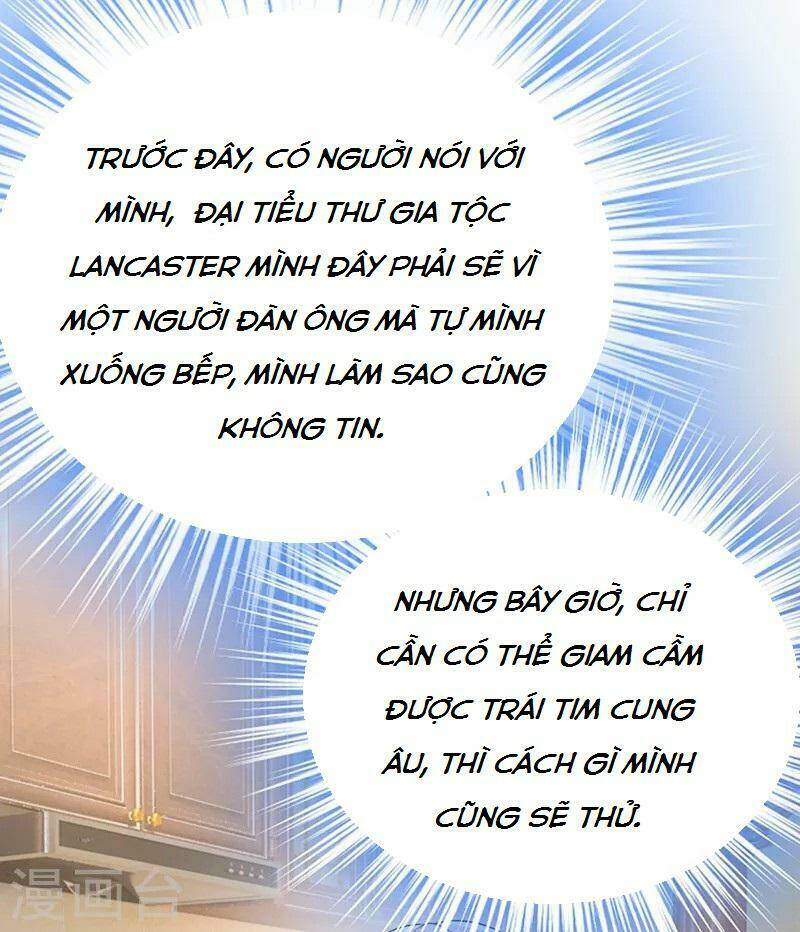 TRƯỚC ĐÂY, CÓ NGƯỜI NÓI VỚI
MÌNH, ĐẠI TIỂU THƯ GIA TỘC
LANCASTER MÌNH ĐÂY PHẢI SẼ VÌ
MỘT NGƯỜI ĐÀN ÔNG MÀ TỰ MÌNH
XUỐNG BẾP, MÌNH LÀM SAO CŨNG
KHÔNG TIN.
NHƯNG BÂY GIỜ, CHỈ
CẦN CÓ THỂ GIAM CẦM
ĐƯỢC TRÁI TIM CUNG
ÂU, THÌ CÁCH GÌ MÌNH
CŨNG SẼ THỬ.
漫画台